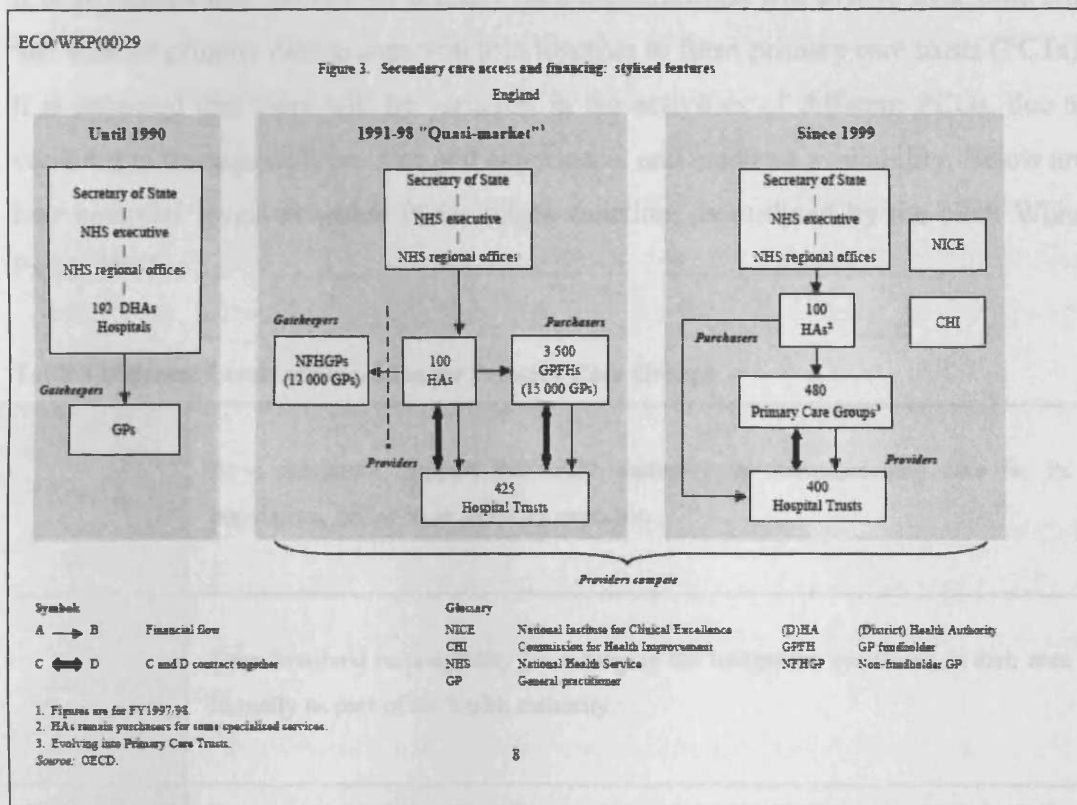 ECO/WKP(00)29
Figure 3. Secondary care access and financing: stylised features
England
Until 1990
Secretary of State
NHS executive
NHS regional offices
192 DHAs
Hospitals
Gatekeepers
GPs
1991-98 "Quasi-market"¹
Secretary of State
NHS executive
NHS regional offices
Gatekeepers
Purchasers
NFHGPs
(12 000 GPs)
100
HAs
3 500
GPFHs
(15 000 GPs)
Providers
425
Hospital Trusts
Since 1999
Secretary of State
NHS executive
NHS regional offices
NICE
100
HAs²
CHI
Purchasers
480
Primary Care Groups³
Providers
400
Hospital Trusts
Providers compete
Symbols
A B Financial flow
C D C and D contract together
Glossary
NICE National Institute for Clinical Excellence (D)HA (District) Health Authority
CHI Commission for Health Improvement GPFH GP fundholder
NHS National Health Service NFHGP Non-fundholder GP
GP General practitioner
1. Figures are for FY1997/98.
2. HAs remain purchasers for some specialised services.
3. Evolving into Primary Care Trusts.
Source: OECD.
8